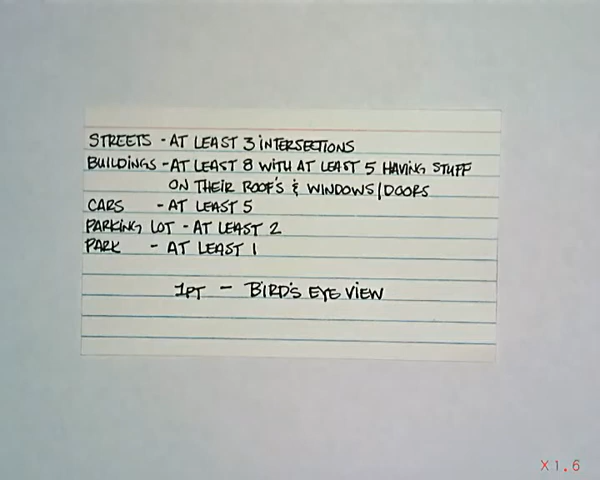 STREETS - AT LEAST 3 INTERSECTIONS
BUILDINGS - AT LEAST 8 WITH AT LEAST 5 HAVING STUFF
ON THEIR ROOF'S & WINDOWS/DOORS
CARS - AT LEAST 5
PARKING LOT - AT LEAST 2
PARK - AT LEAST 1
1PT - BIRD'S EYE VIEW
X1.6